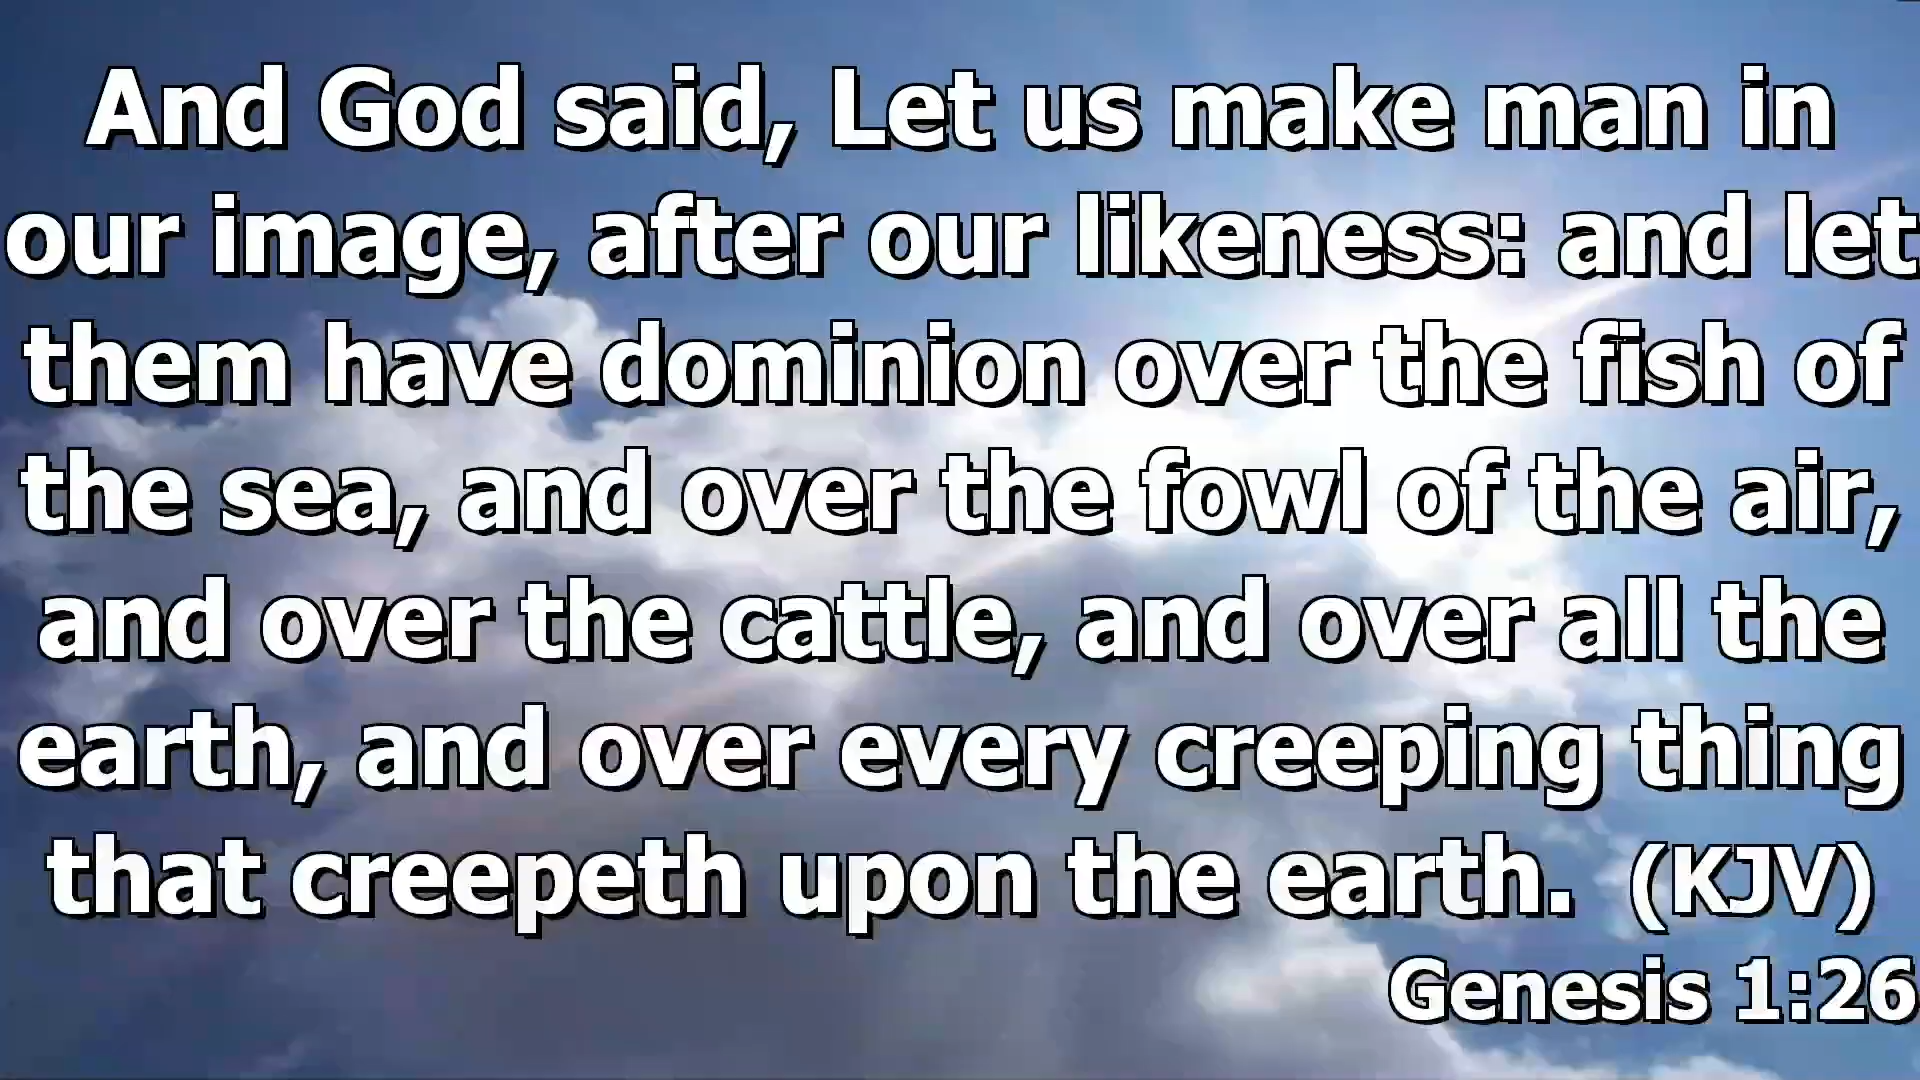 And God said, Let us make man in
our image, after our likeness: and let
them have dominion over the fish of
the sea, and over the fowl of the air,
and over the cattle, and over all the
earth, and over every creeping thing
that creepeth upon the earth.  (KJV)
Genesis 1:26